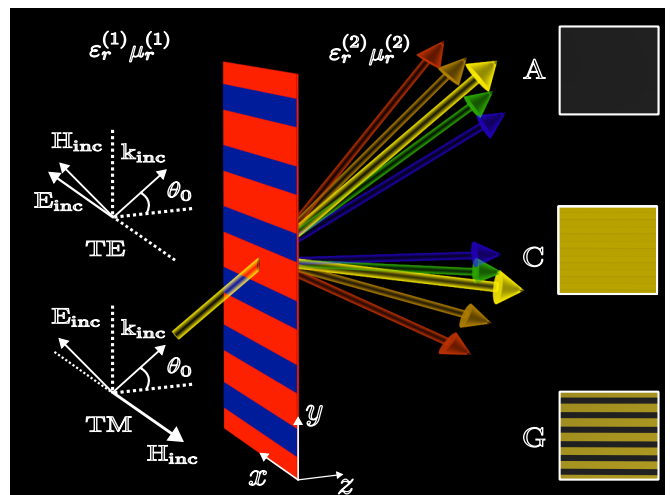 ε_r^(1) μ_r^(1)
ε_r^(2) μ_r^(2)
A
H_inc
k_inc
θ_0
E_inc
TE
C
E_inc
k_inc
θ_0
TM
H_inc
y
x
z
G